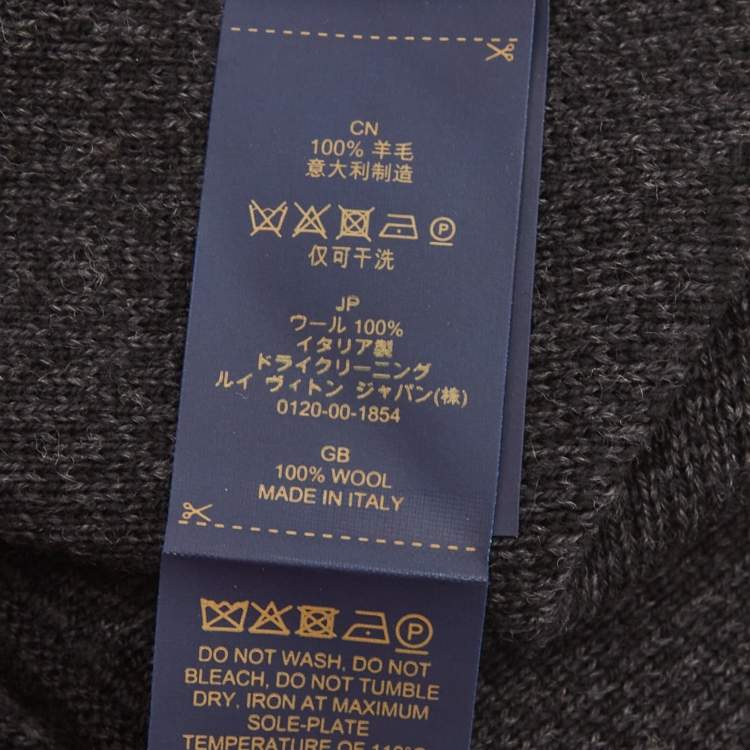 CN
100% 羊毛
意大利制造
P
仅可干洗
JP
ウール 100%
イタリア製
ドライクリーニング
ルイ ヴィトン ジャパン(株)
0120-00-1854
GB
100% WOOL
MADE IN ITALY
P
DO NOT WASH, DO NOT
BLEACH, DO NOT TUMBLE
DRY, IRON AT MAXIMUM
SOLE-PLATE
TEMPERATURE OF